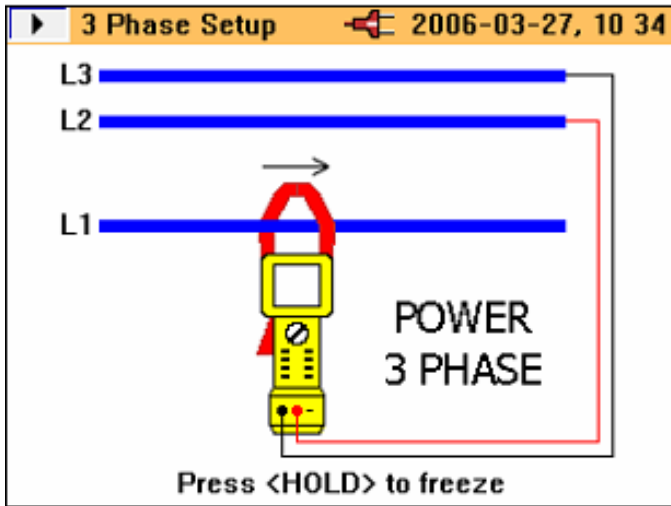 3 Phase Setup 2006-03-27, 10 34
L3
L2
L1
POWER
3 PHASE
Press <HOLD> to freeze